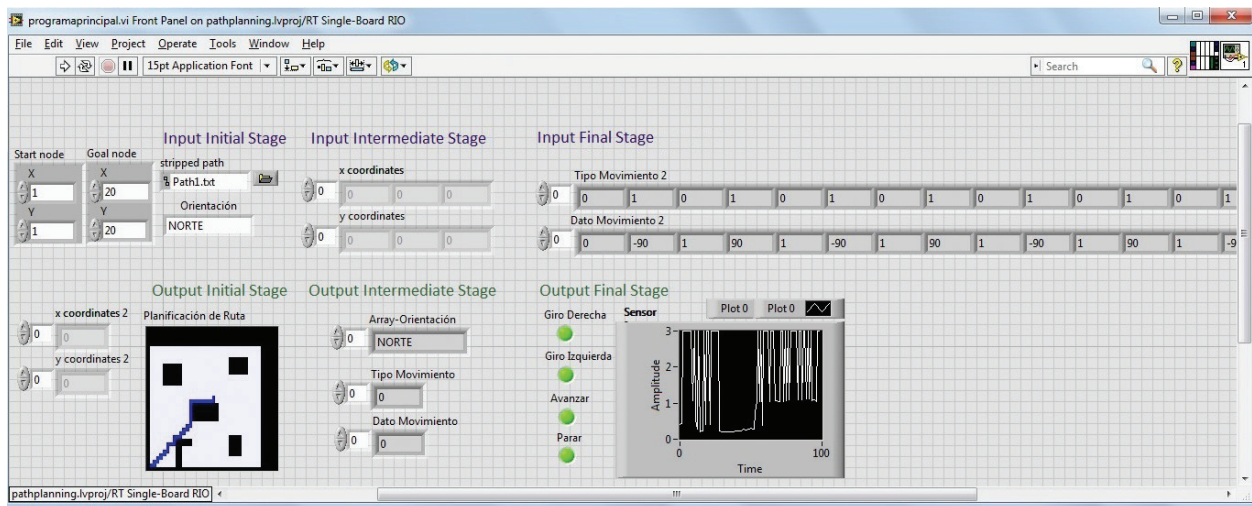 programaprincipal.vi Front Panel on pathplanning.lvproj/RT Single-Board RIO
File Edit View Project Operate Tools Window Help
15pt Application Font
Search
1
Input Initial Stage
Input Intermediate Stage
Input Final Stage
Start node
Goal node
stripped path
X
X
Path1.txt
x coordinates
Tipo Movimiento 2
1
20
0 0 0 0
0 0 1 0 1 0 1 0 1 0 1 0 1 0 1
Y
Y
Orientación
y coordinates
Dato Movimiento 2
1
20
NORTE
0 0 0 0
0 0 -90 1 90 1 -90 1 90 1 -90 1 90 1 -9
Output Initial Stage
Output Intermediate Stage
Output Final Stage
x coordinates 2
0 0
y coordinates 2
0 0
Planificación de Ruta
Array-Orientación
0 NORTE
Tipo Movimiento
0 0
Dato Movimiento
0 0
Giro Derecha
Giro Izquierda
Avanzar
Parar
Sensor
Plot 0
Plot 0
Amplitude
3
2
1
0
0
100
Time
pathplanning.lvproj/RT Single-Board RIO